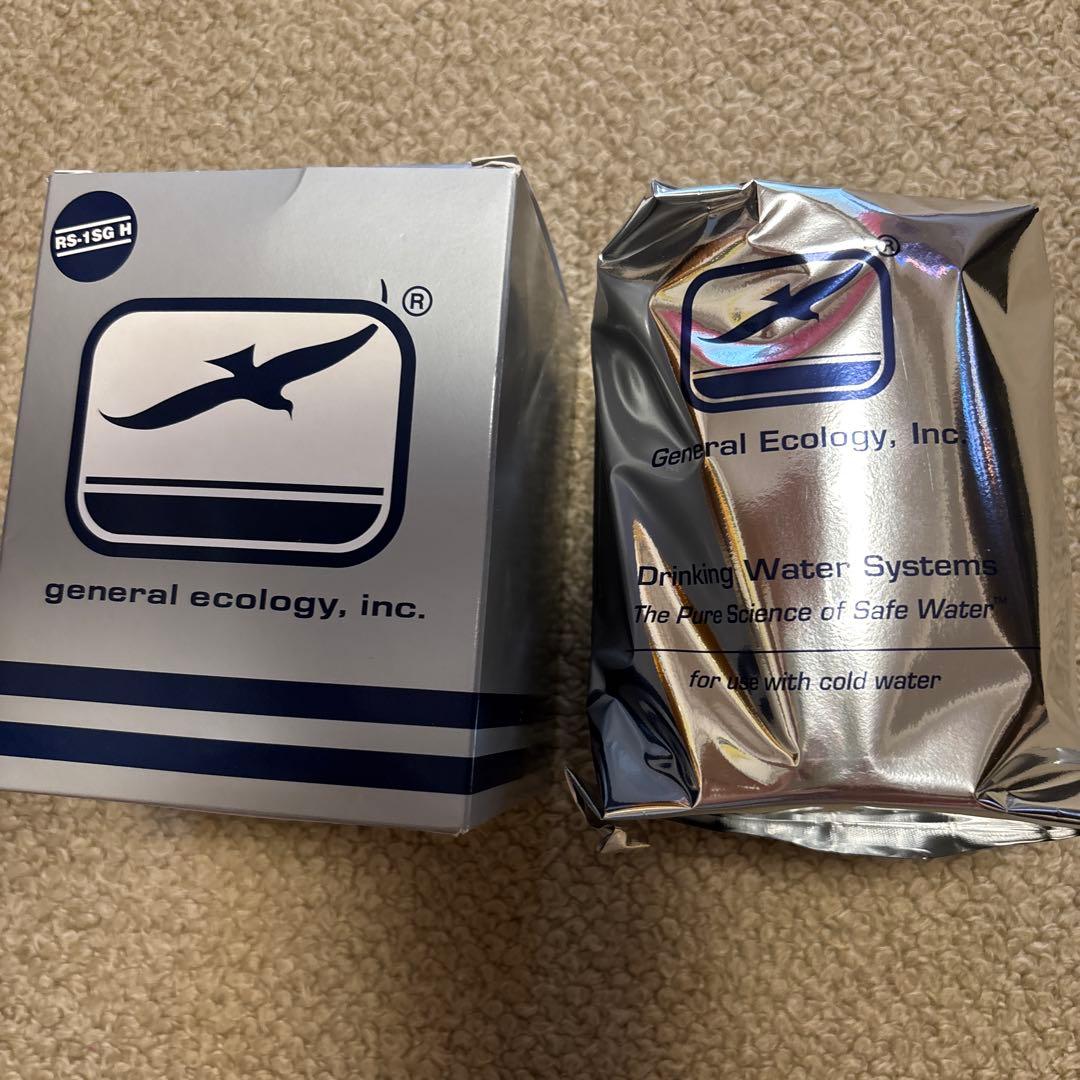 RS-1SG H
®
general ecology, inc.
®
General Ecology, Inc.
Drinking Water Systems
The Pure Science of Safe Water™
for use with cold water